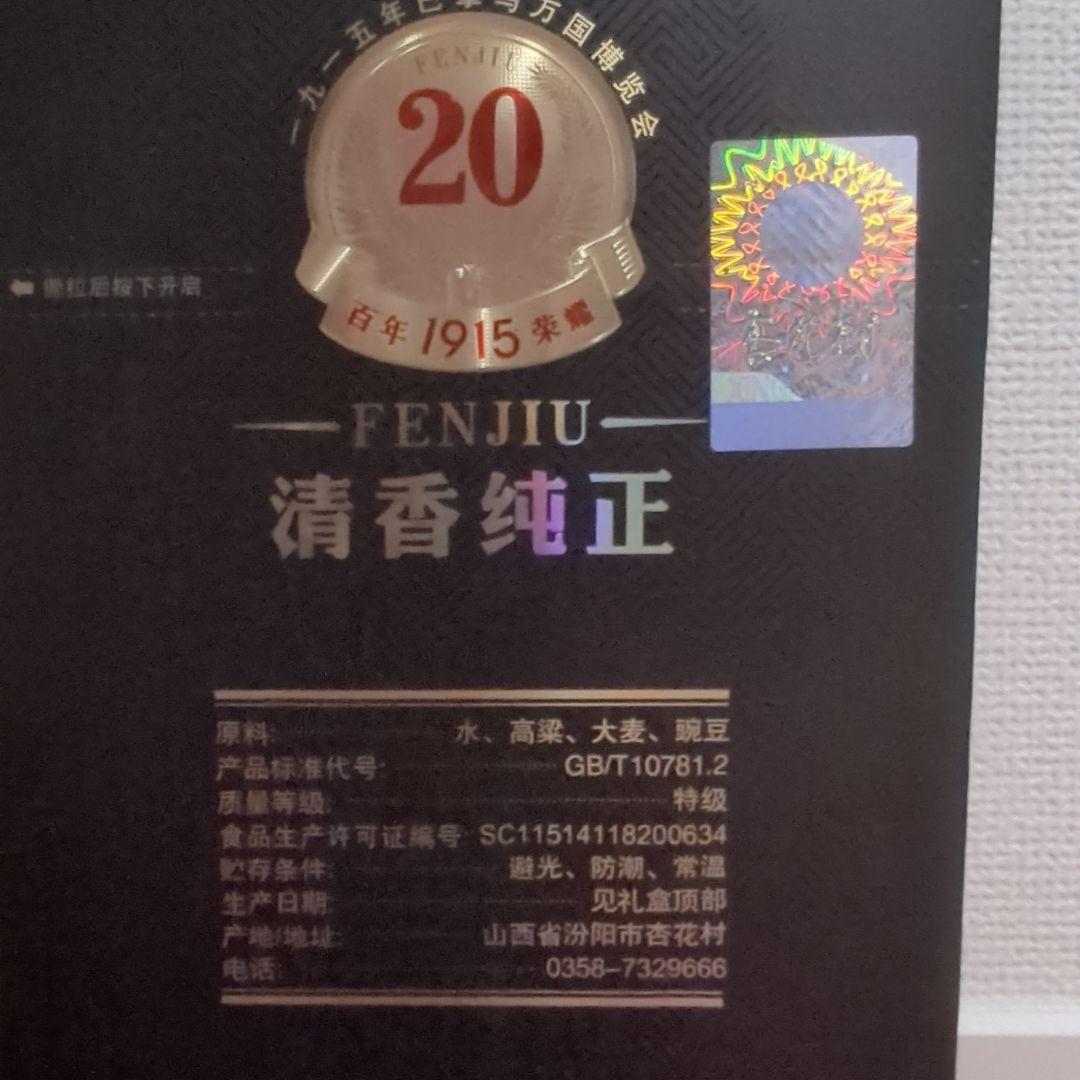 一九一五年巴拿马万国博览会
FENJIU
20
百年1915荣耀
后按下开启
FENJIU
清香纯正
原料: 水、高粱、大麦、豌豆
产品标准代号: GB/T10781.2
质量等级: 特级
食品生产许可证编号: SC11514118200634
贮存条件: 避光、防潮、常温
生产日期: 见礼盒顶部
产地/地址: 山西省汾阳市杏花村
电话: 0358-7329666